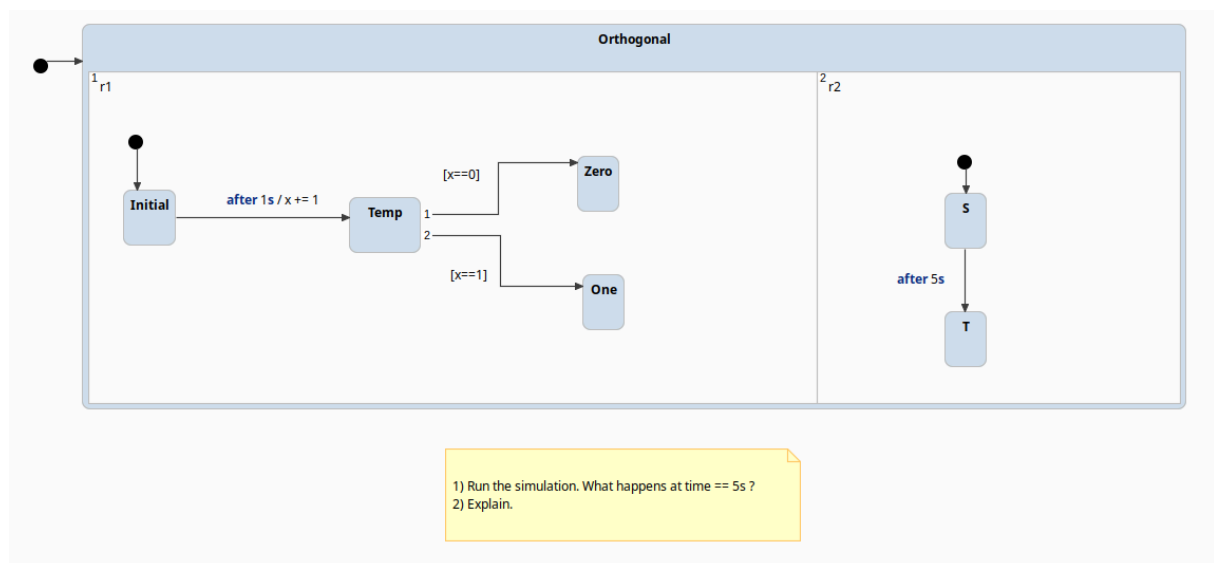 Orthogonal
1
r1
2
r2
Initial
after 1s / x += 1
Temp
1
2
[x==0]
Zero
[x==1]
One
S
after 5s
T
1) Run the simulation. What happens at time == 5s ?
2) Explain.